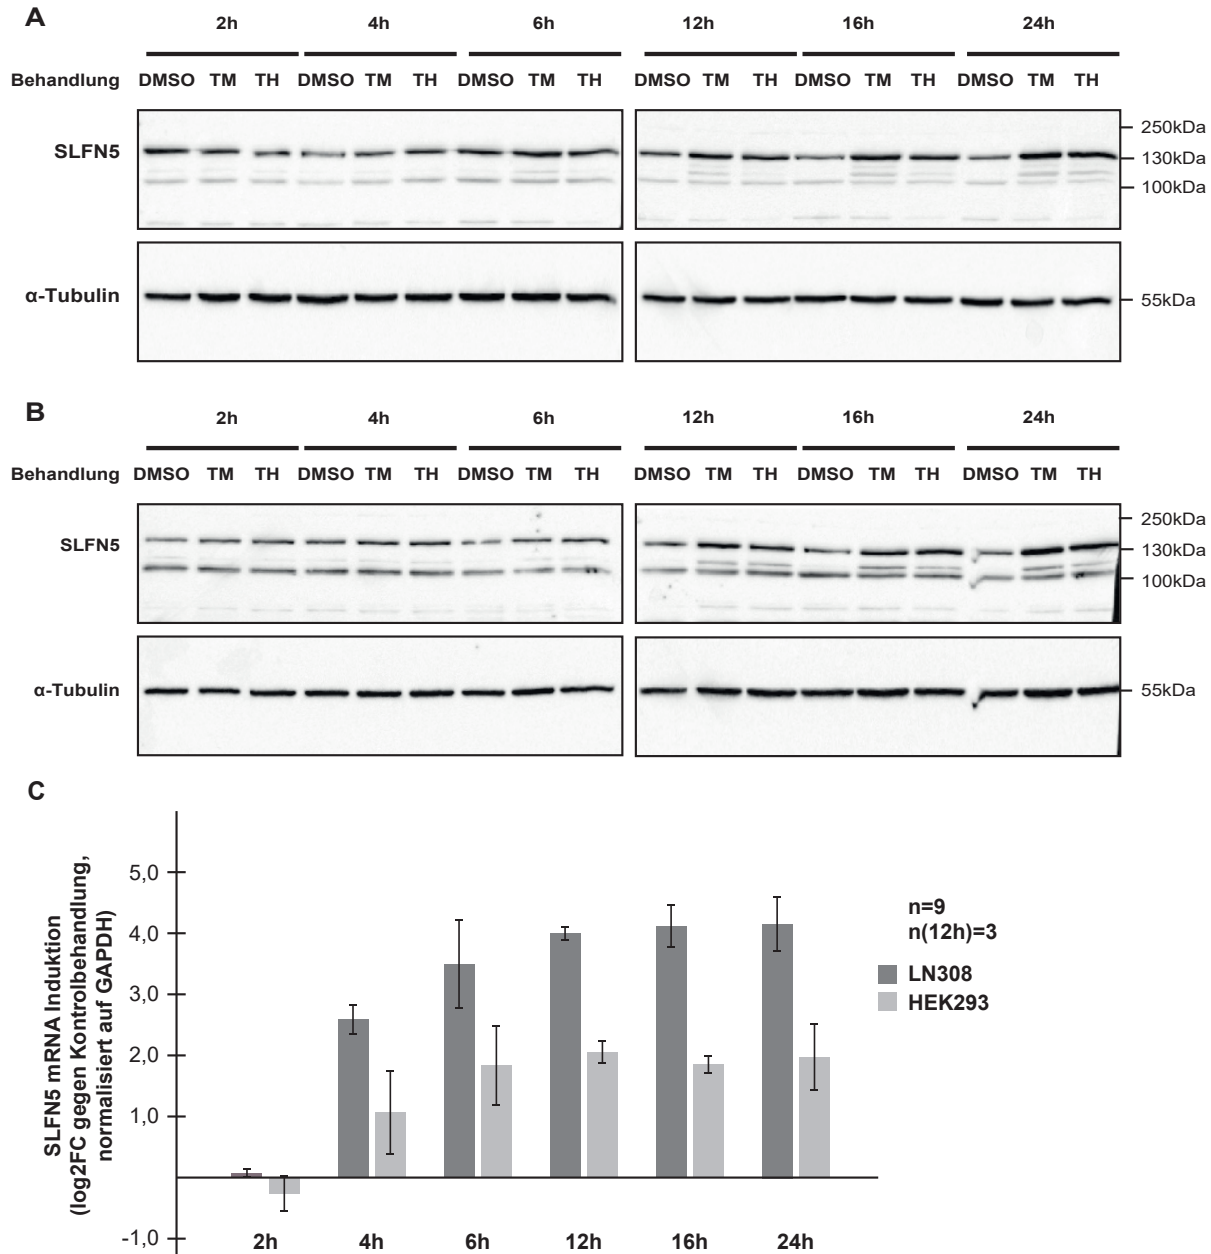 A
2h 4h 6h 12h 16h 24h
Behandlung DMSO TM TH DMSO TM TH DMSO TM TH DMSO TM TH DMSO TM TH DMSO TM TH
250kDa
SLFN5
130kDa
100kDa
α-Tubulin
55kDa
B
2h 4h 6h 12h 16h 24h
Behandlung DMSO TM TH DMSO TM TH DMSO TM TH DMSO TM TH DMSO TM TH DMSO TM TH
250kDa
SLFN5
130kDa
100kDa
α-Tubulin
55kDa
C
SLFN5 mRNA Induktion
(log2FC gegen Kontrolbehandlung,
normalisiert auf GAPDH)
5,0
4,0
3,0
2,0
1,0
-1,0
2h 4h 6h 12h 16h 24h
n=9
n(12h)=3
LN308
HEK293